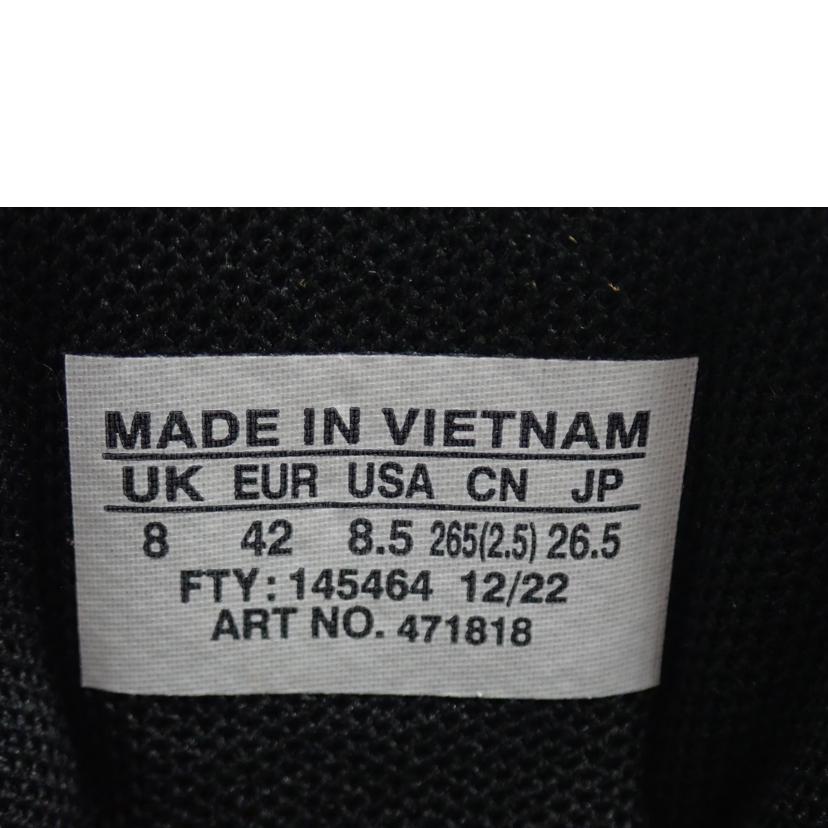 MADE IN VIETNAM
UK EUR USA CN JP
8 42 8.5 265(2.5) 26.5
FTY: 145464 12/22
ART NO. 471818